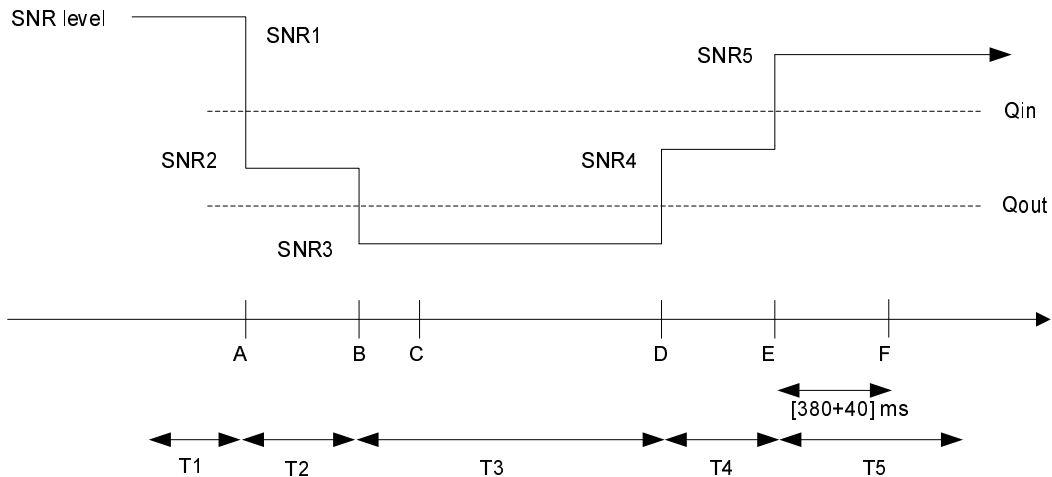 SNR level
SNR1
SNR5
Qin
SNR2
SNR4
Qout
SNR3
A
B
C
D
E
F
[380+40] ms
T1
T2
T3
T4
T5